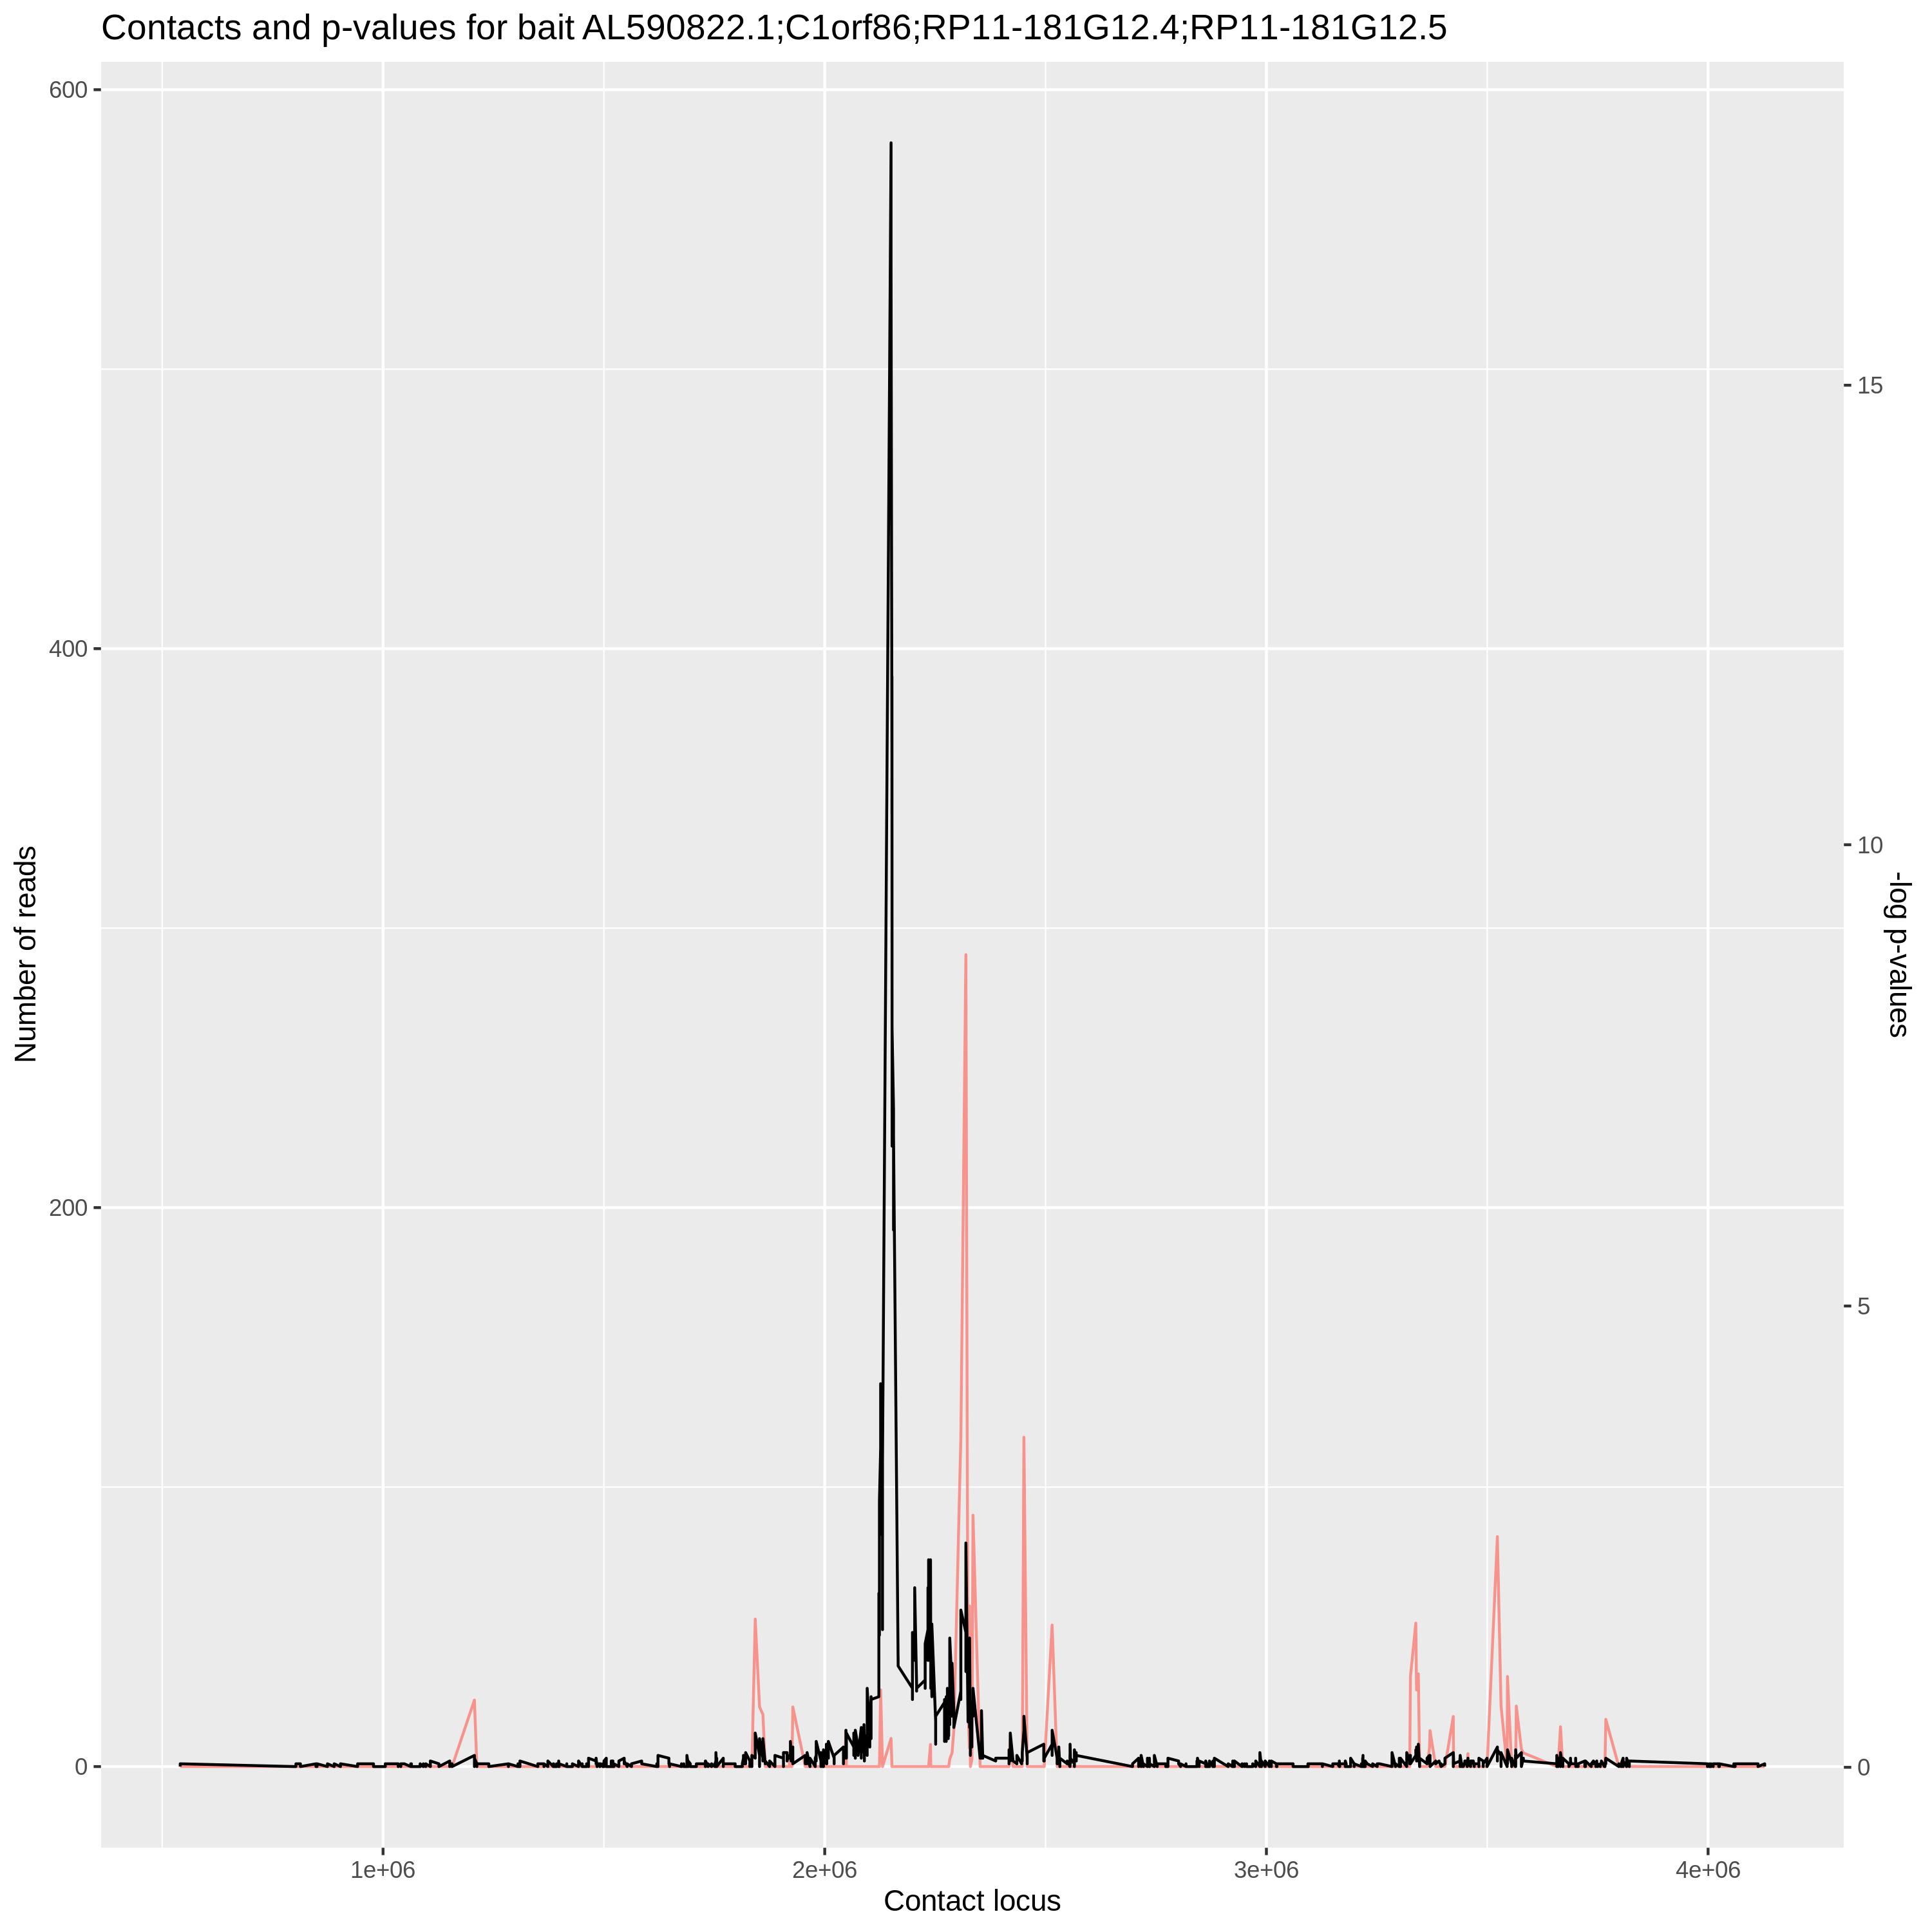 Contacts and p-values for bait AL590822.1;C1orf86;RP11-181G12.4;RP11-181G12.5
600
400
200
0
Number of reads
15
10
5
0
-log p-values
1e+06
2e+06
3e+06
4e+06
Contact locus